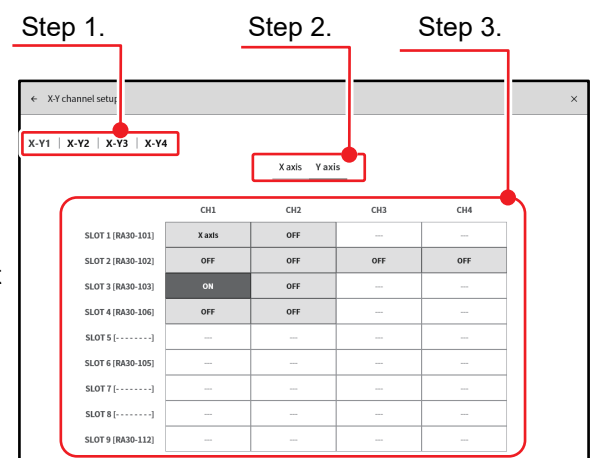 Step 1. Step 2. Step 3.
← X-Y channel setup ×
X-Y1 | X-Y2 | X-Y3 | X-Y4
X axis Y axis
CH1 CH2 CH3 CH4
SLOT 1 [RA30-101] X axis OFF --- ---
SLOT 2 [RA30-102] OFF OFF OFF OFF
SLOT 3 [RA30-103] ON OFF --- ---
SLOT 4 [RA30-106] OFF OFF --- ---
SLOT 5 [--------] --- --- --- ---
SLOT 6 [RA30-105] --- --- --- ---
SLOT 7 [--------] --- --- --- ---
SLOT 8 [--------] --- --- --- ---
SLOT 9 [RA30-112] --- --- --- ---